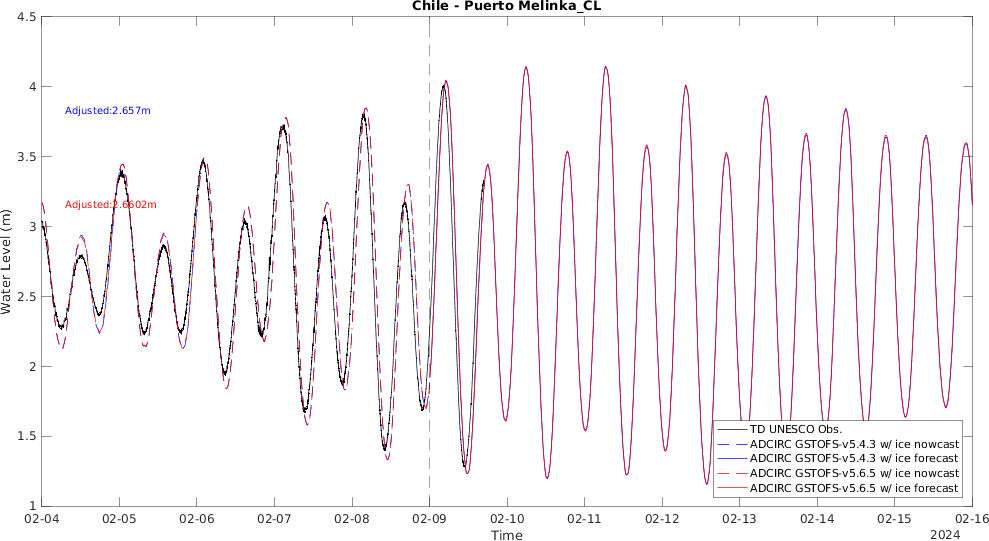 Chile - Puerto Melinka_CL
4.5
4
3.5
3
2.5
2
1.5
1
Water Level (m)
Adjusted:2.657m
Adjusted:2.6602m
TD UNESCO Obs.
ADCIRC GSTOFS-v5.4.3 w/ ice nowcast
ADCIRC GSTOFS-v5.4.3 w/ ice forecast
ADCIRC GSTOFS-v5.6.5 w/ ice nowcast
ADCIRC GSTOFS-v5.6.5 w/ ice forecast
02-04 02-05 02-06 02-07 02-08 02-09 02-10 02-11 02-12 02-13 02-14 02-15 02-16
Time
2024